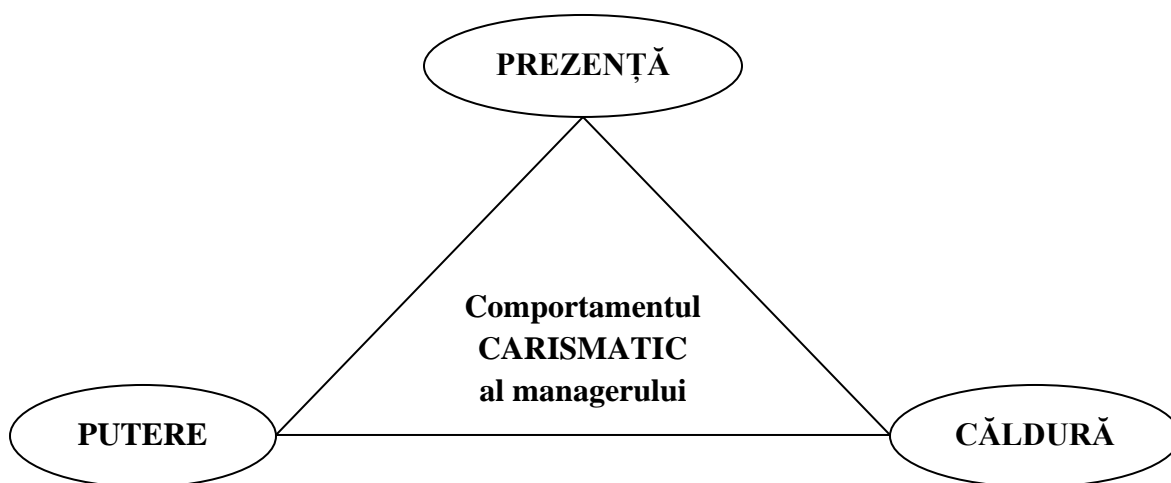 PREZENȚĂ
Comportamentul
CARISMATIC
al managerului
PUTERE
CĂLDURĂ